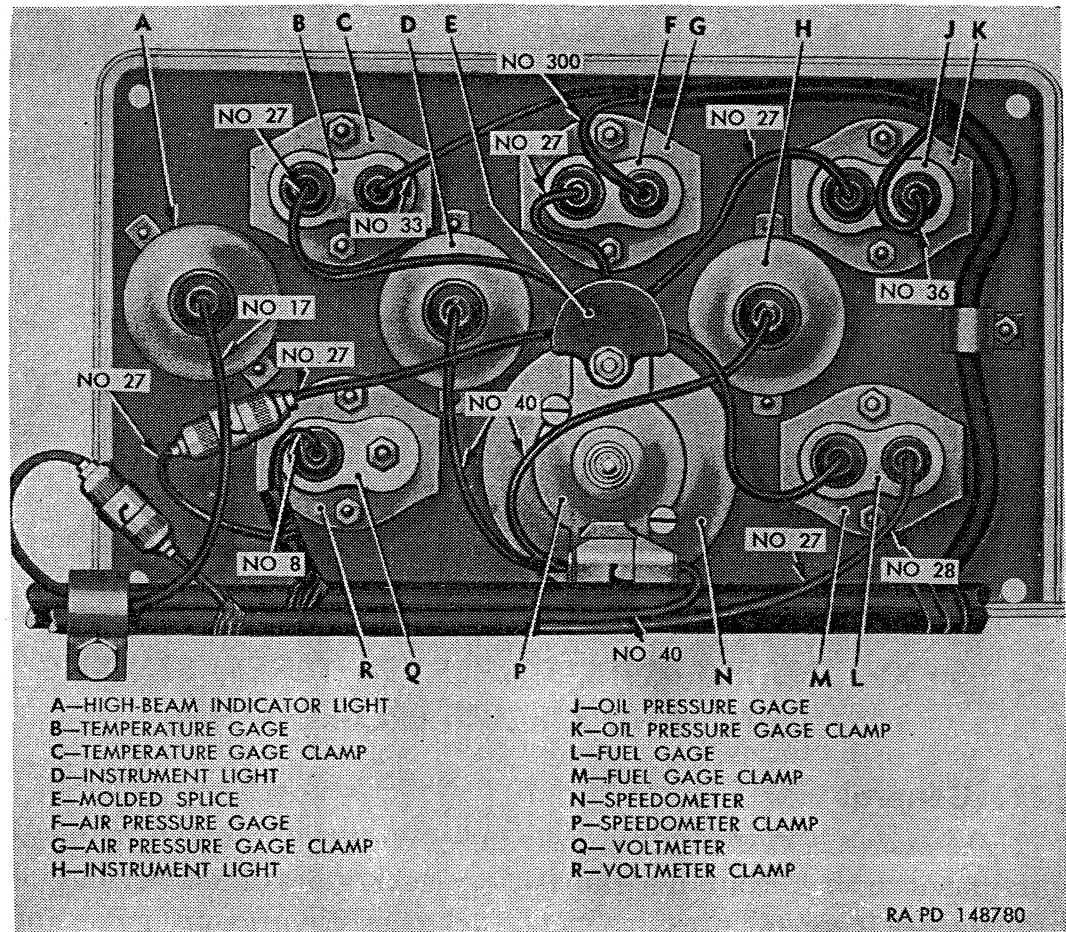 A B C D E F G H J K
NO 300
NO 27
NO 27
NO 27
NO 33
NO 36
NO 17
NO 27
NO 27
NO 40
NO 8
NO 27
NO 28
NO 40
R Q P N M L
A—HIGH-BEAM INDICATOR LIGHT
B—TEMPERATURE GAGE
C—TEMPERATURE GAGE CLAMP
D—INSTRUMENT LIGHT
E—MOLDED SPLICE
F—AIR PRESSURE GAGE
G—AIR PRESSURE GAGE CLAMP
H—INSTRUMENT LIGHT
J—OIL PRESSURE GAGE
K—OIL PRESSURE GAGE CLAMP
L—FUEL GAGE
M—FUEL GAGE CLAMP
N—SPEEDOMETER
P—SPEEDOMETER CLAMP
Q— VOLTMETER
R—VOLTMETER CLAMP
RA PD 148780